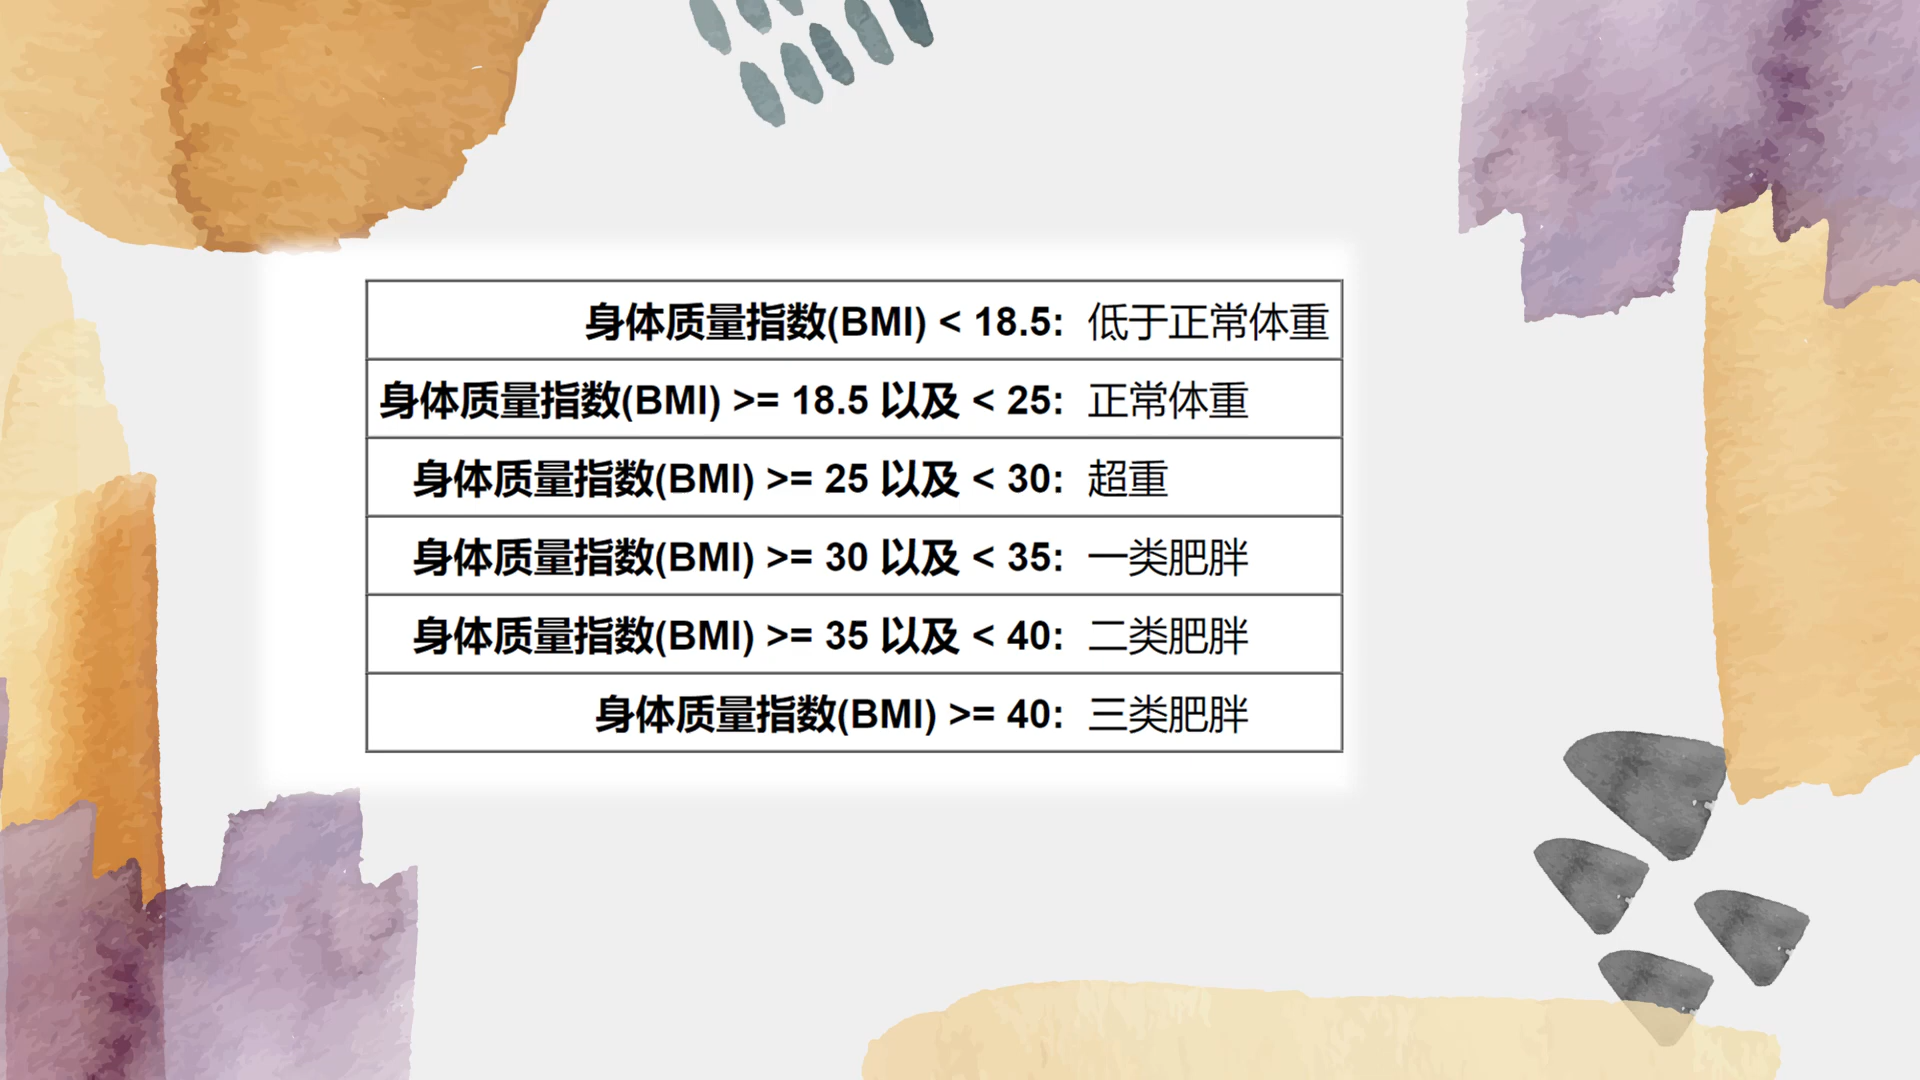 身体质量指数(BMI) < 18.5: 低于正常体重
身体质量指数(BMI) >= 18.5 以及 < 25: 正常体重
身体质量指数(BMI) >= 25 以及 < 30: 超重
身体质量指数(BMI) >= 30 以及 < 35: 一类肥胖
身体质量指数(BMI) >= 35 以及 < 40: 二类肥胖
身体质量指数(BMI) >= 40: 三类肥胖